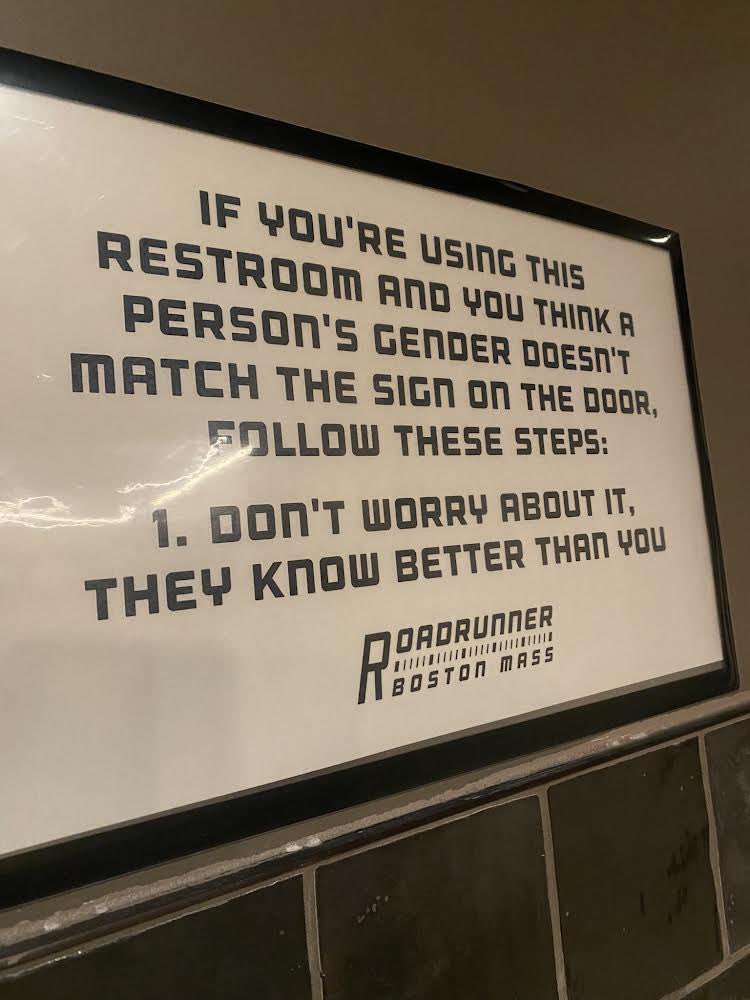 IF YOU'RE USING THIS
RESTROOM AND YOU THINK A
PERSON'S GENDER DOESN'T
MATCH THE SIGN ON THE DOOR,
FOLLOW THESE STEPS:
1. DON'T WORRY ABOUT IT,
THEY KNOW BETTER THAN YOU
ROADRUNNER
BOSTON MASS